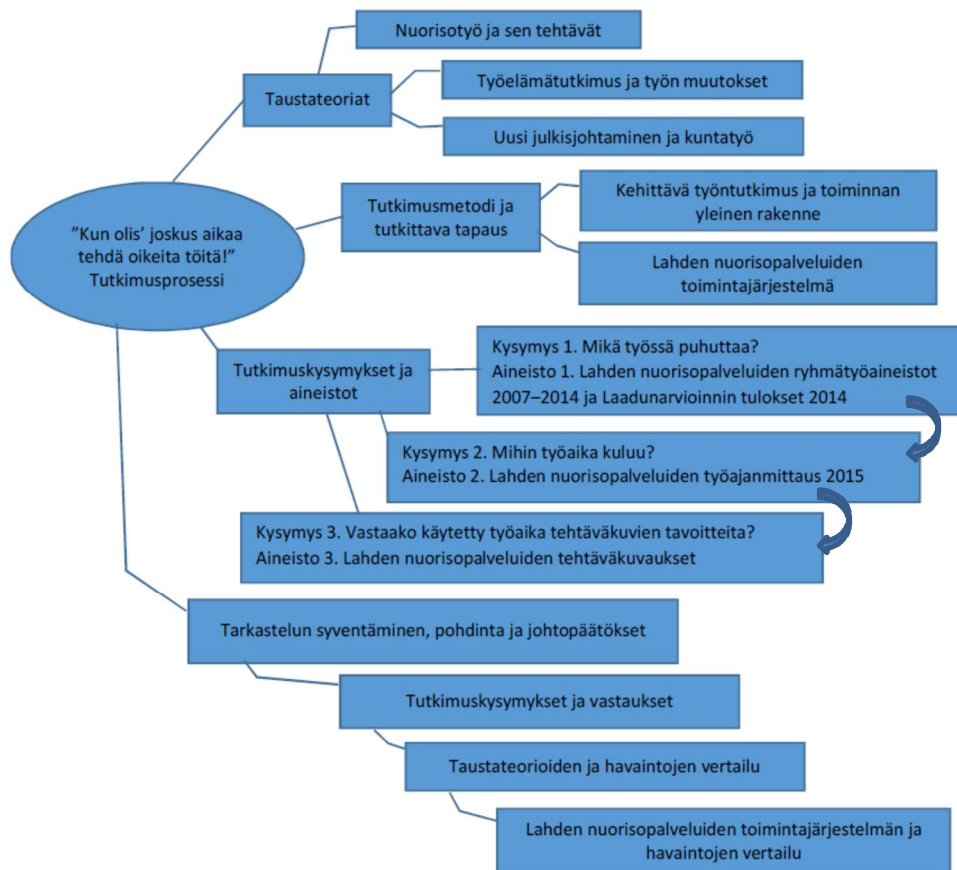 Nuorisotyö ja sen tehtävät
Taustateoriat
Työelämätutkimus ja työn muutokset
Uusi julkisjohtaminen ja kuntatyö
”Kun olis’ joskus aikaa
tehdä oikeita töitä!”
Tutkimusprosessi
Tutkimusmetodi ja
tutkittava tapaus
Kehittävä työntutkimus ja toiminnan
yleinen rakenne
Lahden nuorisopalveluiden
toimintajärjestelmä
Tutkimuskysymykset ja
aineistot
Kysymys 1. Mikä työssä puhuttaa?
Aineisto 1. Lahden nuorisopalveluiden ryhmätyöaineistot
2007–2014 ja Laadunarvioinnin tulokset 2014
Kysymys 2. Mihin työaika kuluu?
Aineisto 2. Lahden nuorisopalveluiden työajanmittaus 2015
Kysymys 3. Vastaako käytetty työaika tehtäväkuvien tavoitteita?
Aineisto 3. Lahden nuorisopalveluiden tehtäväkuvaukset
Tarkastelun syventäminen, pohdinta ja johtopäätökset
Tutkimuskysymykset ja vastaukset
Taustateorioiden ja havaintojen vertailu
Lahden nuorisopalveluiden toimintajärjestelmän ja
havaintojen vertailu